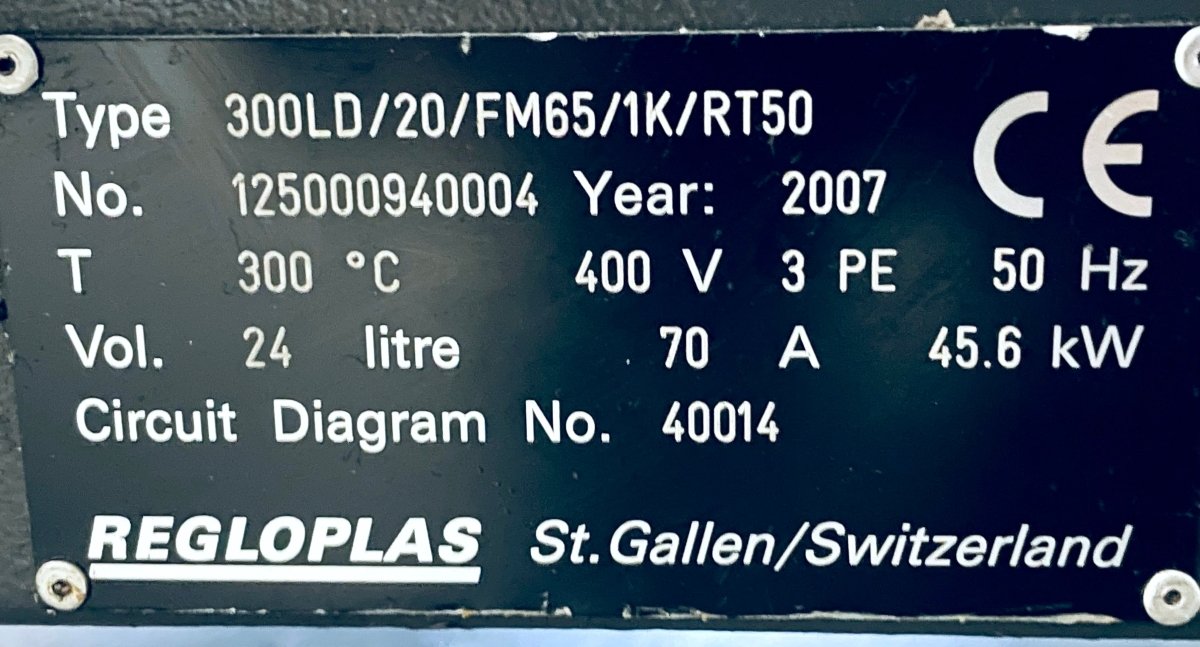 Type 300LD/20/FM65/1K/RT50
No. 125000940004 Year: 2007
T 300 °C 400 V 3 PE 50 Hz
Vol. 24 litre 70 A 45.6 kW
Circuit Diagram No. 40014
CE
REGLOPLAS St. Gallen/Switzerland